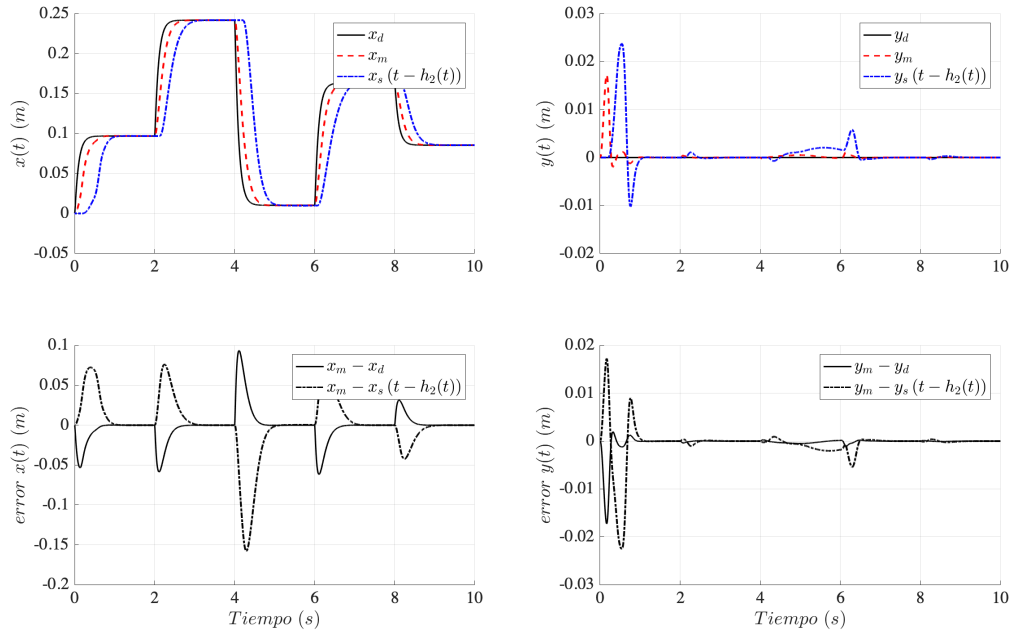 0.25
0.2
0.15
0.1
0.05
0
-0.05
x(t) (m)
0 2 4 6 8 10
x_d
x_m
x_s (t − h_2(t))
0.03
0.02
0.01
0
-0.01
-0.02
y(t) (m)
0 2 4 6 8 10
y_d
y_m
y_s (t − h_2(t))
0.1
0.05
0
-0.05
-0.1
-0.15
-0.2
error x(t) (m)
0 2 4 6 8 10
Tiempo (s)
x_m − x_d
x_m − x_s (t − h_2(t))
0.02
0.01
0
-0.01
-0.02
-0.03
error y(t) (m)
0 2 4 6 8 10
Tiempo (s)
y_m − y_d
y_m − y_s (t − h_2(t))